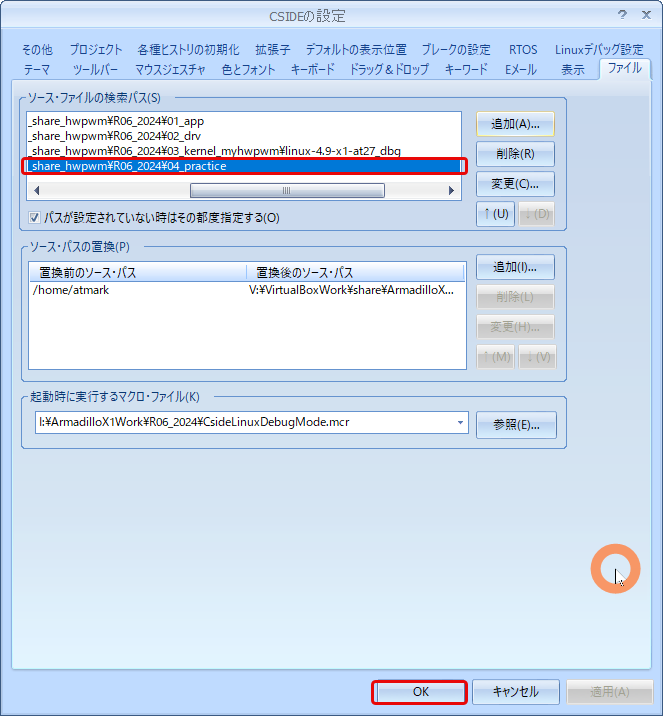 CSIDEの設定
? ×
その他 プロジェクト 各種ヒストリの初期化 拡張子 デフォルトの表示位置 ブレークの設定 RTOS Linuxデバッグ設定
テーマ ツールバー マウスジェスチャ 色とフォント キーボード ドラッグ＆ドロップ キーワード Eメール 表示 ファイル
ソース・ファイルの検索パス(S)
_share_hwpwm¥R06_2024¥01_app
_share_hwpwm¥R06_2024¥02_drv
_share_hwpwm¥R06_2024¥03_kernel_myhwpwm¥linux-4.9-x1-at27_dbg
_share_hwpwm¥R06_2024¥04_practice
追加(A)...
削除(R)
変更(C)...
↑(U) ↓(D)
パスが設定されていない時はその都度指定する(O)
ソース・パスの置換(P)
置換前のソース・パス 置換後のソース・パス
/home/atmark V:¥VirtualBoxWork¥share¥ArmadilloX...
追加(I)...
削除(L)
変更(H)...
↑(M) ↓(V)
起動時に実行するマクロ・ファイル(K)
I:¥ArmadilloX1Work¥R06_2024¥CsideLinuxDebugMode.mcr
参照(E)...
OK キャンセル 適用(A)